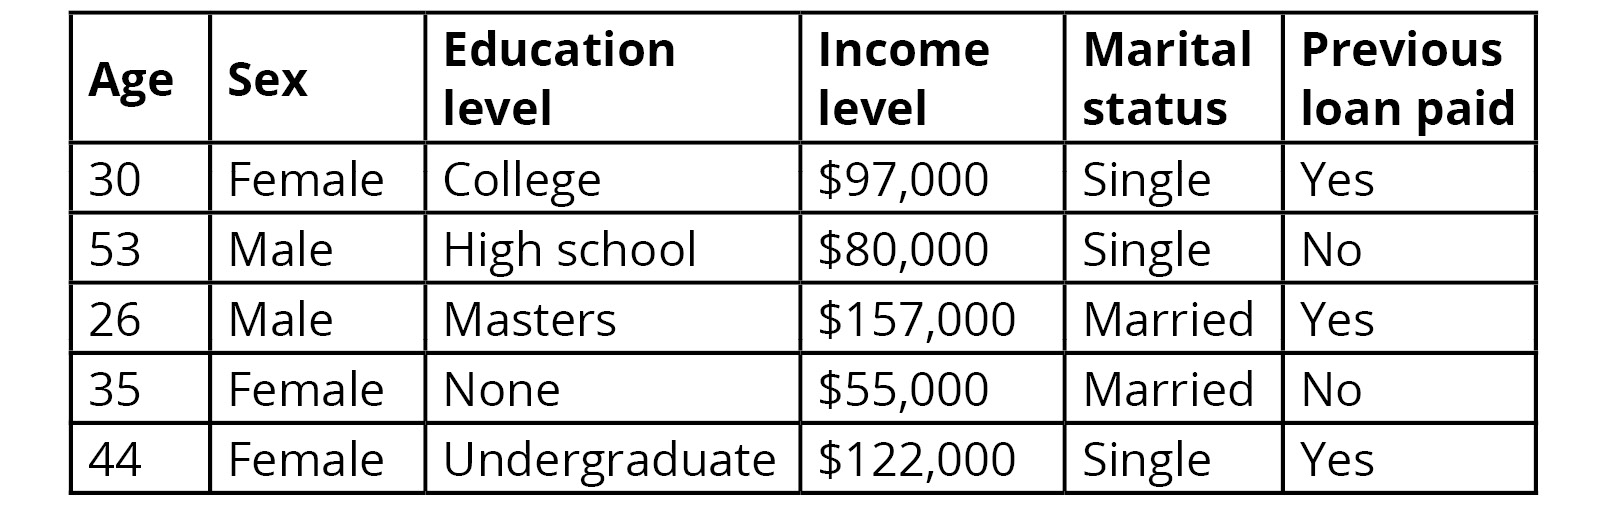 Age Sex Education level Income level Marital status Previous loan paid
30 Female College $97,000 Single Yes
53 Male High school $80,000 Single No
26 Male Masters $157,000 Married Yes
35 Female None $55,000 Married No
44 Female Undergraduate $122,000 Single Yes